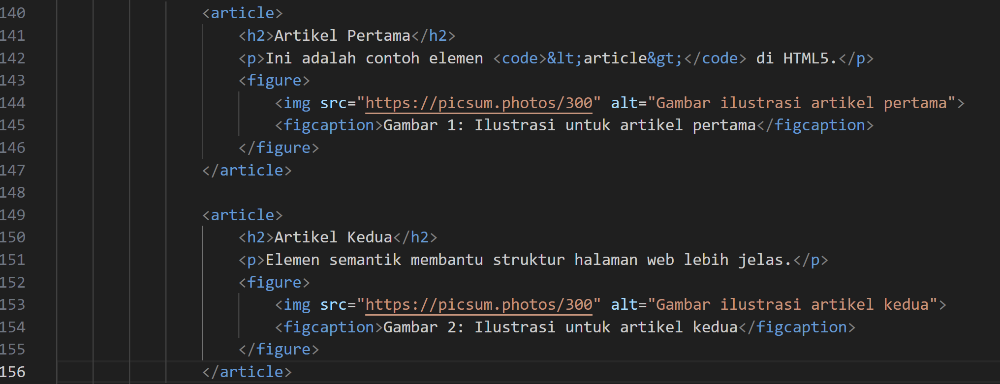 140 <article>
141 <h2>Artikel Pertama</h2>
142 <p>Ini adalah contoh elemen <code>&lt;article&gt;</code> di HTML5.</p>
143 <figure>
144 <img src="https://picsum.photos/300" alt="Gambar ilustrasi artikel pertama">
145 <figcaption>Gambar 1: Ilustrasi untuk artikel pertama</figcaption>
146 </figure>
147 </article>
148
149 <article>
150 <h2>Artikel Kedua</h2>
151 <p>Elemen semantik membantu struktur halaman web lebih jelas.</p>
152 <figure>
153 <img src="https://picsum.photos/300" alt="Gambar ilustrasi artikel kedua">
154 <figcaption>Gambar 2: Ilustrasi untuk artikel kedua</figcaption>
155 </figure>
156 </article>